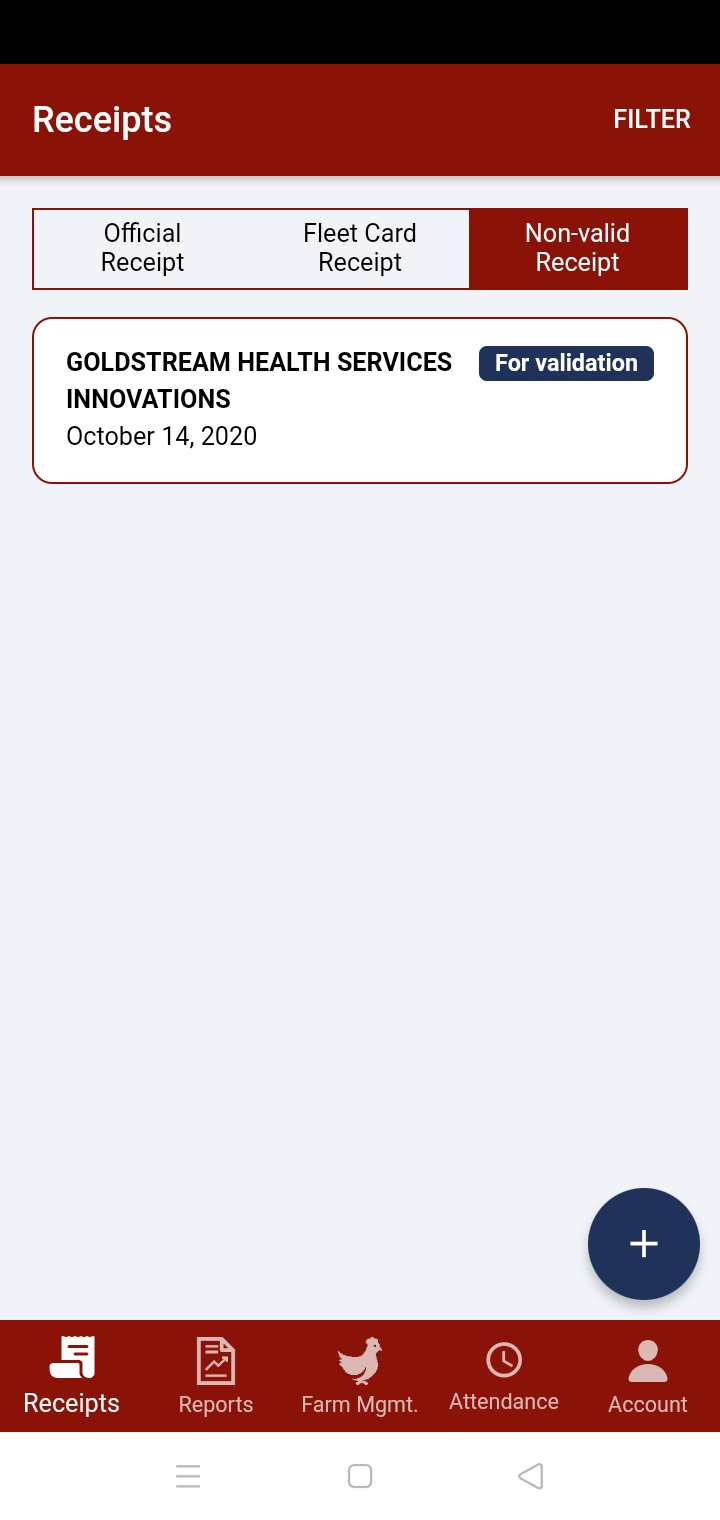 Receipts
FILTER
Official
Receipt
Fleet Card
Receipt
Non-valid
Receipt
GOLDSTREAM HEALTH SERVICES
INNOVATIONS
For validation
October 14, 2020
Receipts
Reports
Farm Mgmt.
Attendance
Account